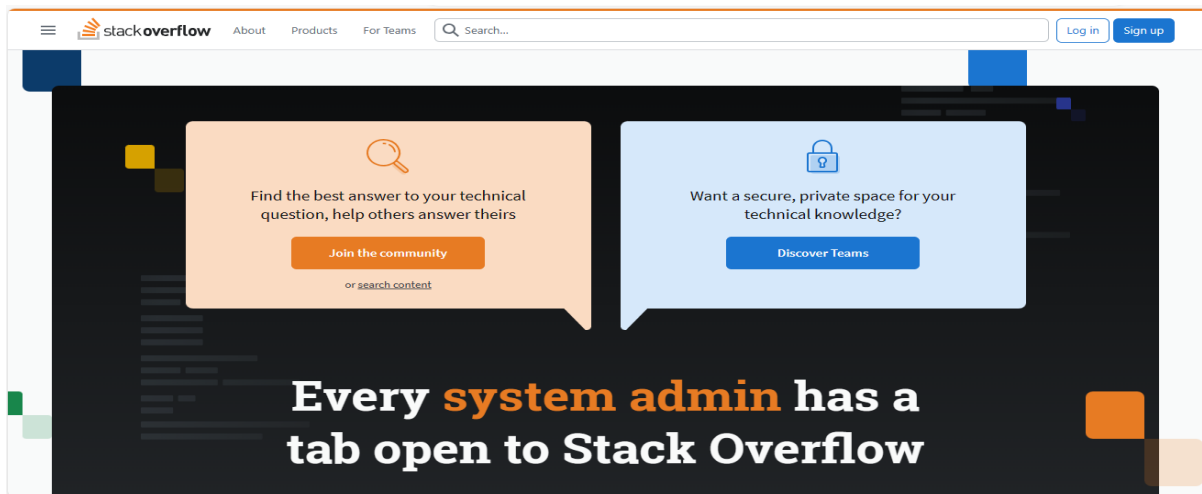 stack overflow
About
Products
For Teams
Search...
Log in
Sign up
Find the best answer to your technical
question, help others answer theirs
Join the community
or search content
Want a secure, private space for your
technical knowledge?
Discover Teams
Every system admin has a
tab open to Stack Overflow